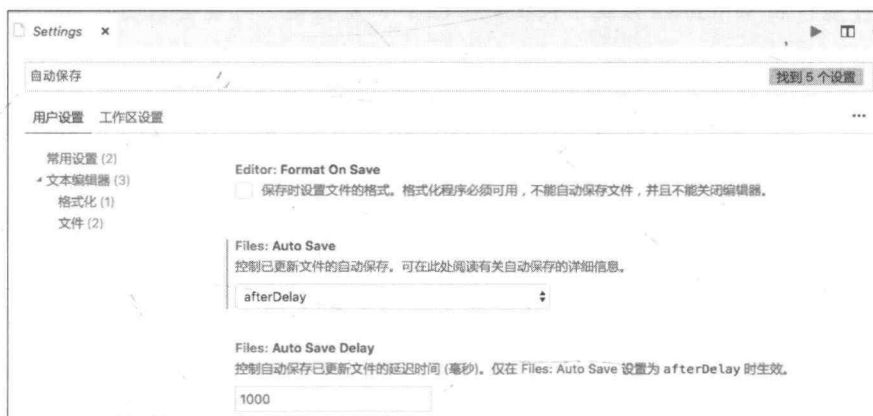 Settings ×
自动保存
找到 5 个设置
用户设置 工作区设置 ...
常用设置 (2)
文本编辑器 (3)
格式化 (1)
文件 (2)
Editor: Format On Save
保存时设置文件的格式。格式化程序必须可用，不能自动保存文件，并且不能关闭编辑器。
Files: Auto Save
控制已更新文件的自动保存。可在此处阅读有关自动保存的详细信息。
afterDelay
Files: Auto Save Delay
控制自动保存已更新文件的延迟时间 (毫秒)。仅在 Files: Auto Save 设置为 afterDelay 时生效。
1000